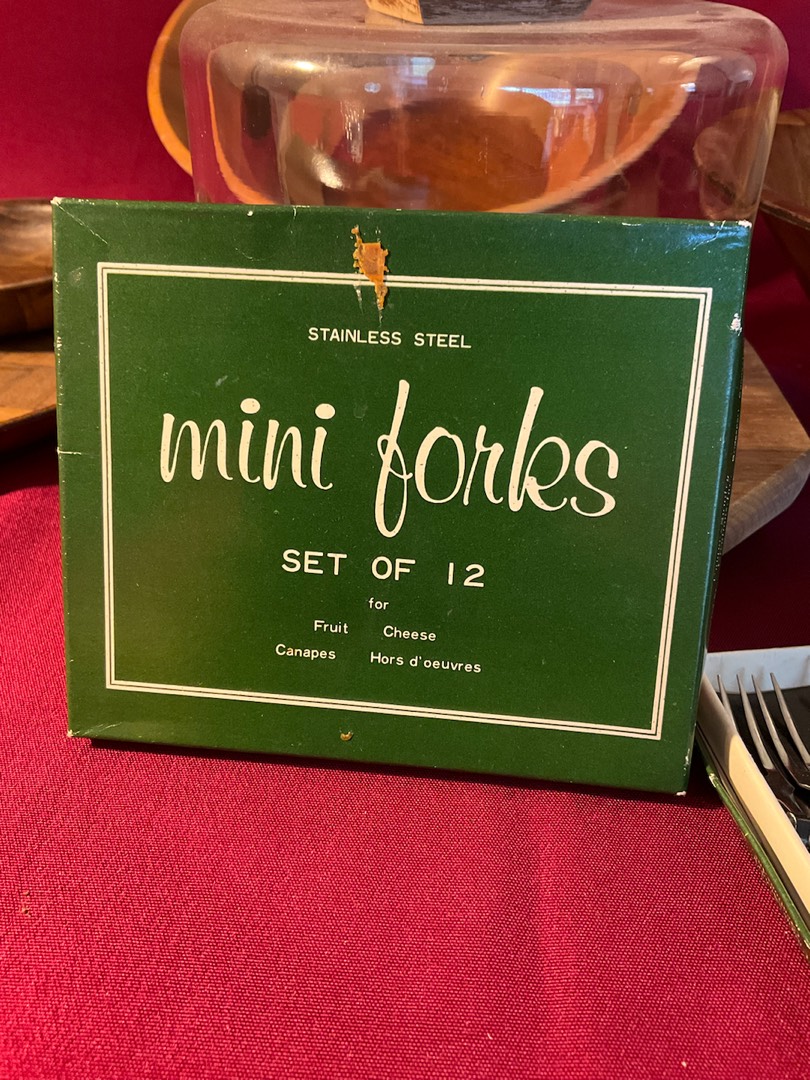 STAINLESS STEEL
mini forks
SET OF 12
for
Fruit Cheese
Canapes Hors d'oeuvres